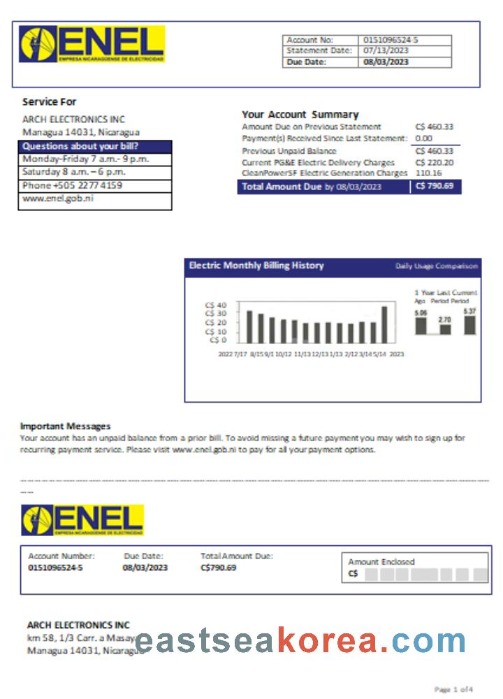 ENEL
EMPRESA NICARAGUENSE DE ELECTRICIDAD
Account No: 0151096524-5
Statement Date: 07/13/2023
Due Date: 08/03/2023
Service For
ARCH ELECTRONICS INC
Managua 14031, Nicaragua
Questions about your bill?
Monday-Friday 7 a.m.- 9 p.m.
Saturday 8 a.m. – 6 p.m.
Phone +505 2277 4159
www.enel.gob.ni
Your Account Summary
Amount Due on Previous Statement C$ 460.33
Payment(s) Received Since Last Statement: 0.00
Previous Unpaid Balance C$ 460.33
Current PG&E Electric Delivery Charges C$ 220.20
CleanPowerSF Electric Generation Charges 110.16
Total Amount Due by 08/03/2023 C$ 790.69
Electric Monthly Billing History Daily Usage Comparison
1 Year Last Current
Ago Period Period
C$ 40
C$ 30
C$ 20
C$ 10
C$ 0
5.06 2.70 5.37
2022 7/17 8/15 9/1 10/12 11/13 12/13 1/13 2/12 3/14 5/14 2023
Important Messages
Your account has an unpaid balance from a prior bill. To avoid missing a future payment you may wish to sign up for
recurring payment service. Please visit www.enel.gob.ni to pay for all your payment options.
ENEL
EMPRESA NICARAGUENSE DE ELECTRICIDAD
Account Number: Due Date: Total Amount Due:
0151096524-5 08/03/2023 C$790.69
Amount Enclosed
C$
ARCH ELECTRONICS INC
km 58, 1/3 Carr. a Masaya
Managua 14031, Nicaragua
eastseakorea.com
Page 1 of 4